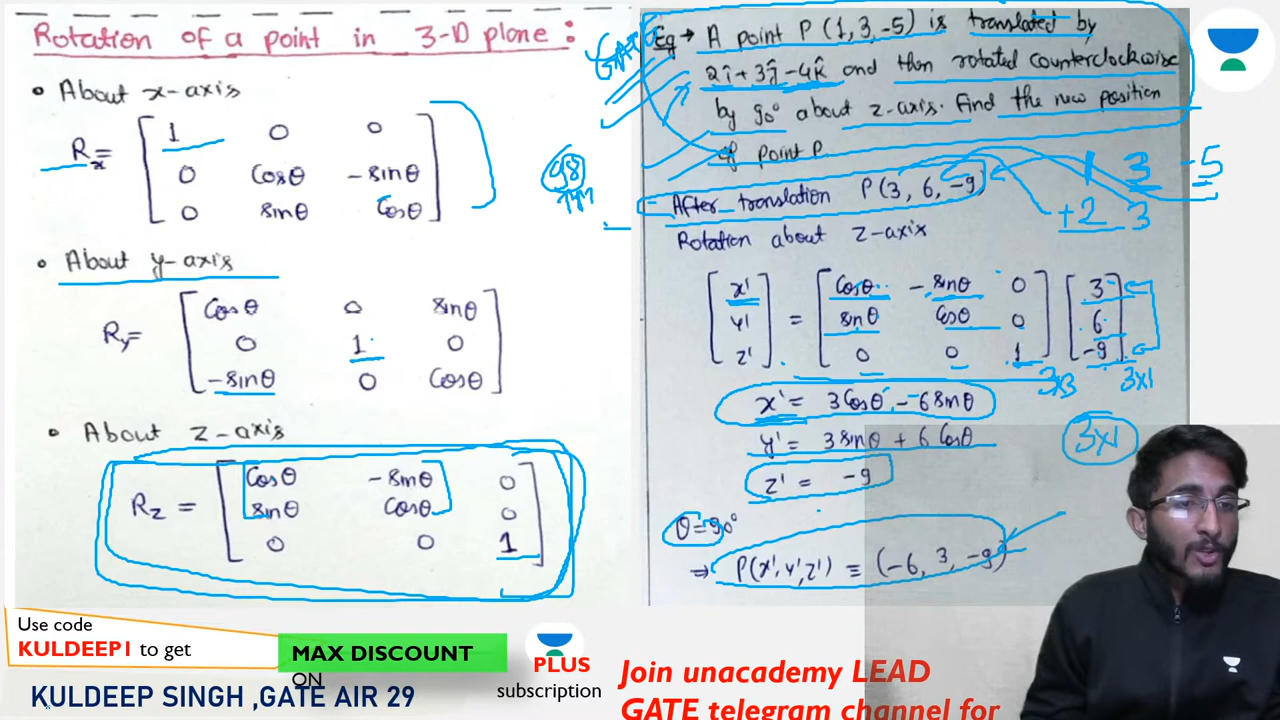 Rotation of a point in 3-D plane:
• About x-axis
Rx=
1 0 0
0 Cosθ -sinθ
0 sinθ Cosθ
• About y-axis
Ry=
Cosθ 0 sinθ
0 1 0
-sinθ 0 Cosθ
• About z-axis
Rz =
Cosθ -sinθ 0
sinθ Cosθ 0
0 0 1
Eg → A point P (1,3,-5) is translated by
2î+3ĵ-4k̂ and then rotated counterclockwise
by 90° about z-axis. Find the new position
of point P
1 3 -5
+2 3
After translation P(3, 6, -9)
Rotation about z-axis
x' Cosθ -sinθ 0 3
y' = sinθ Cosθ 0 6
z' 0 0 1 -9
3x3 3x1
x' = 3Cosθ - 6sinθ
y' = 3sinθ + 6Cosθ
3x1
z' = -9
θ=90°
⇒ P(x',y',z') ≡ (-6, 3, -9)
Use code
KULDEEP1 to get
MAX DISCOUNT
ON
PLUS
subscription
KULDEEP SINGH ,GATE AIR 29
Join unacademy LEAD
GATE telegram channel for